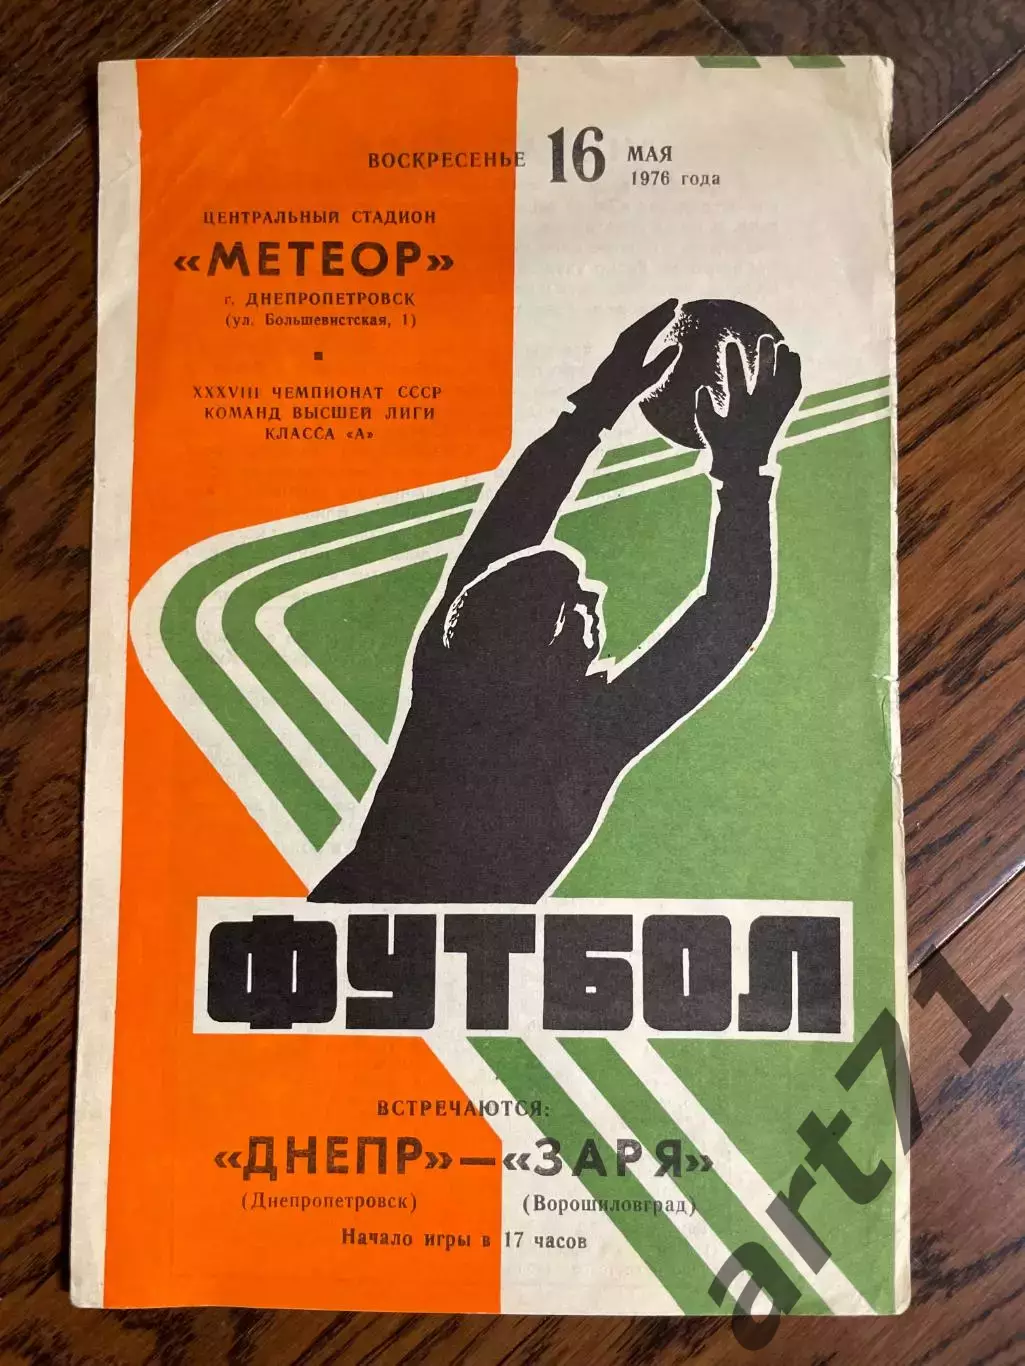 ВОСКРЕСЕНЬЕ 16 МАЯ
1976 года
ЦЕНТРАЛЬНЫЙ СТАДИОН
«МЕТЕОР»
г. ДНЕПРОПЕТРОВСК
(ул. Большевистская, 1)
XXXVIII ЧЕМПИОНАТ СССР
КОМАНД ВЫСШЕЙ ЛИГИ
КЛАССА «А»
ФУТБОЛ
ВСТРЕЧАЮТСЯ:
«ДНЕПР»—«ЗАРЯ»
(Днепропетровск) (Ворошиловград)
Начало игры в 17 часов
art71